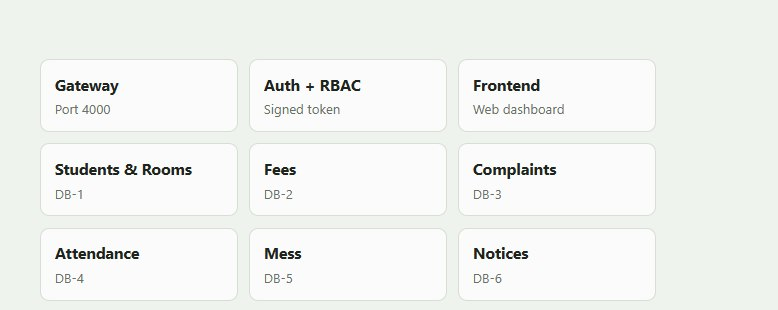 Gateway
Port 4000
Auth + RBAC
Signed token
Frontend
Web dashboard
Students & Rooms
DB-1
Fees
DB-2
Complaints
DB-3
Attendance
DB-4
Mess
DB-5
Notices
DB-6